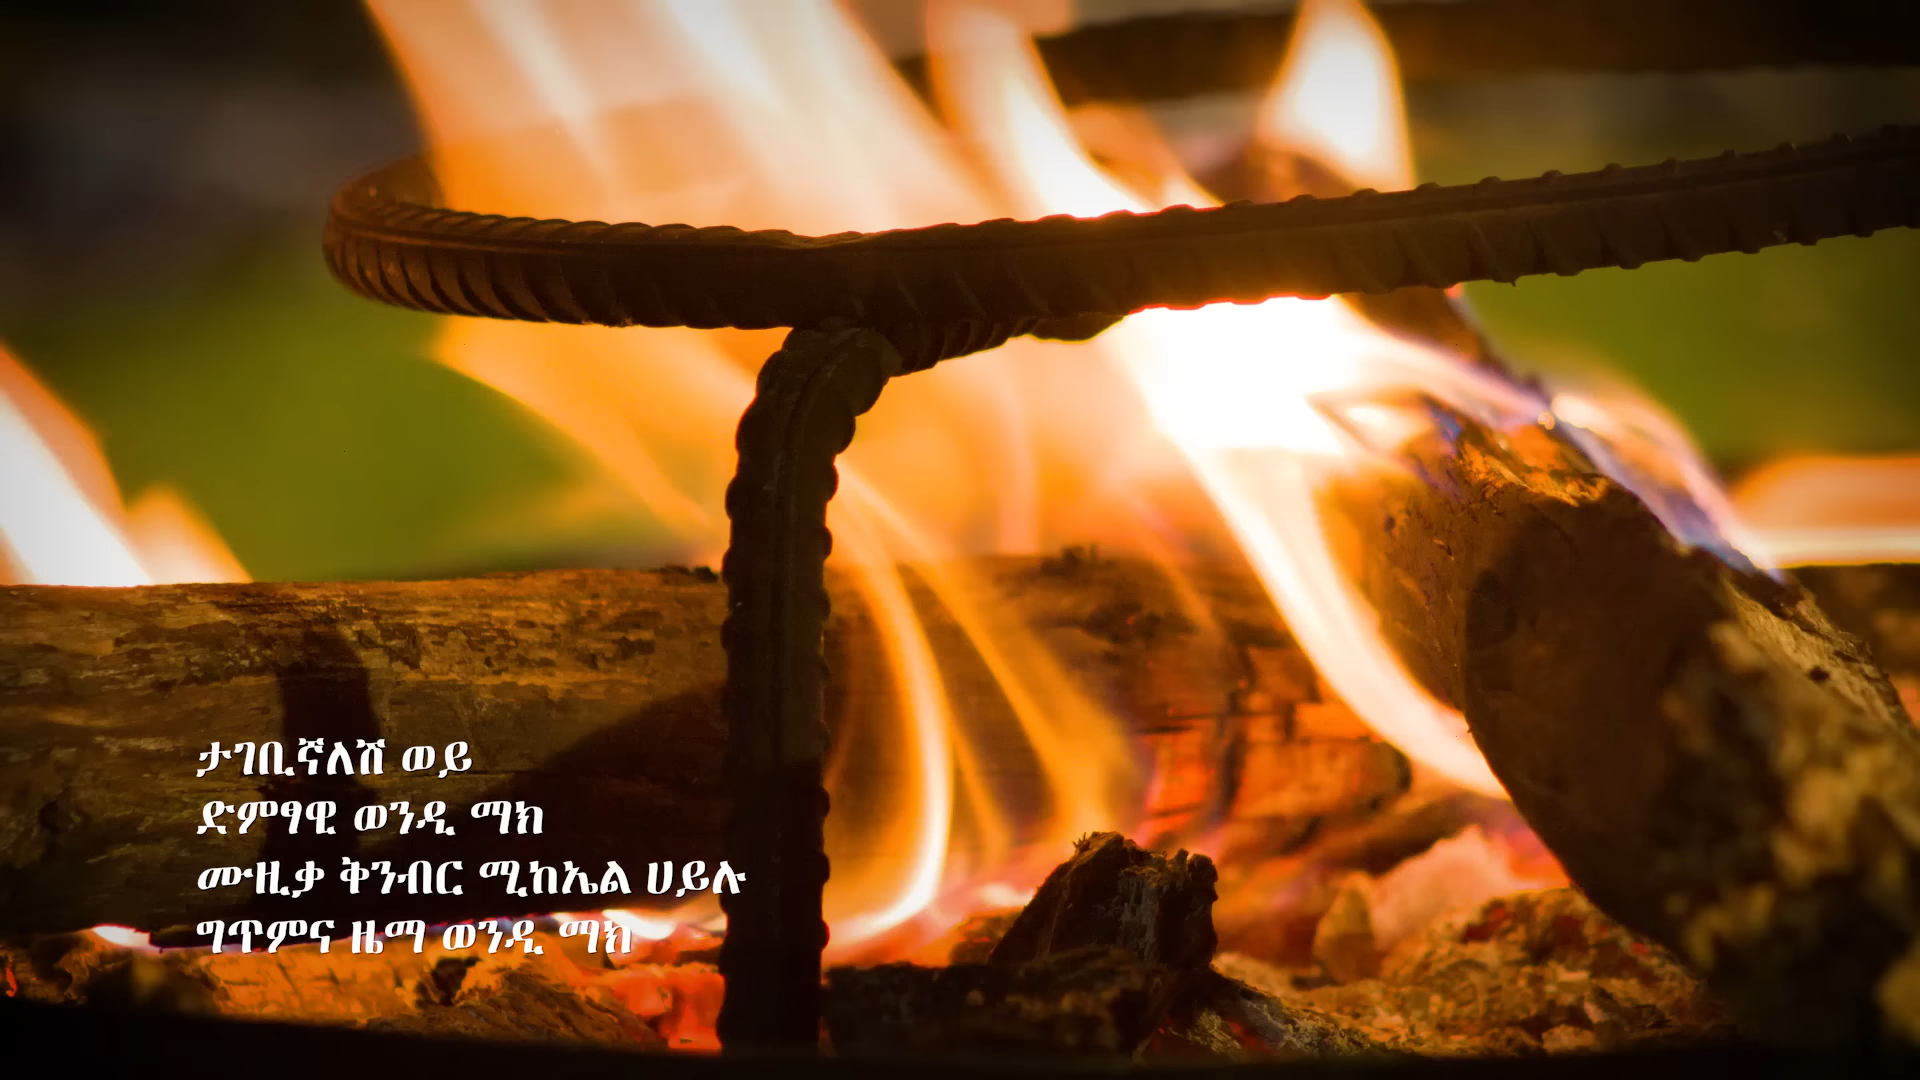 ታገቢኛለሽ ወይ
ድምፃዊ ወንዲ ማክ
ሙዚቃ ቅንብር ሚከኤል ሀይሉ
ግጥምና ዜማ ወንዲ ማክ